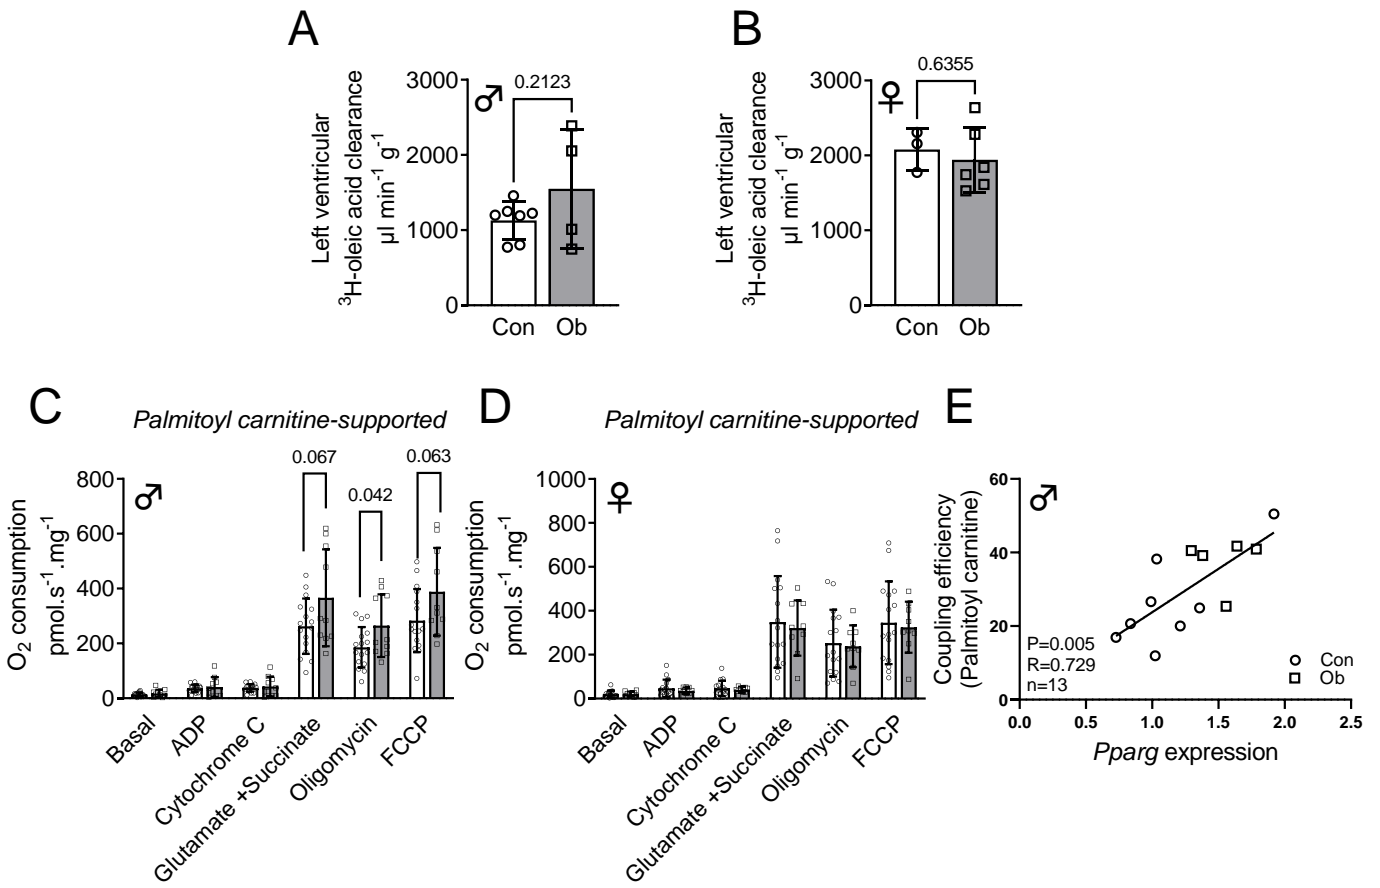 A
Left ventricular
³H-oleic acid clearance
µl min⁻¹ g⁻¹
3000
2000
1000
0
♂
0.2123
Con
Ob
B
Left ventricular
³H-oleic acid clearance
µl min⁻¹ g⁻¹
3000
2000
1000
0
♀
0.6355
Con
Ob
C
Palmitoyl carnitine-supported
O₂ consumption
pmol.s⁻¹.mg⁻¹
800
600
400
200
0
♂
0.067
0.042
0.063
Basal
ADP
Cytochrome C
Glutamate +Succinate
Oligomycin
FCCP
D
Palmitoyl carnitine-supported
O₂ consumption
pmol.s⁻¹.mg⁻¹
1000
800
600
400
200
0
♀
Basal
ADP
Cytochrome C
Glutamate +Succinate
Oligomycin
FCCP
E
Coupling efficiency
(Palmitoyl carnitine)
60
40
20
0
♂
P=0.005
R=0.729
n=13
Con
Ob
0.0
0.5
1.0
1.5
2.0
2.5
Pparg expression